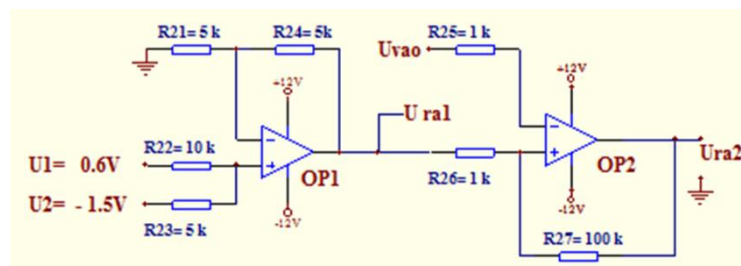 R21= 5 k
R24= 5k
Uvao
R25= 1 k
+12V
+12V
U ra1
U1= 0.6V
R22= 10 k
OP1
OP2
Ura2
U2= - 1.5V
R26= 1 k
R23= 5 k
-12V
-12V
R27= 100 k